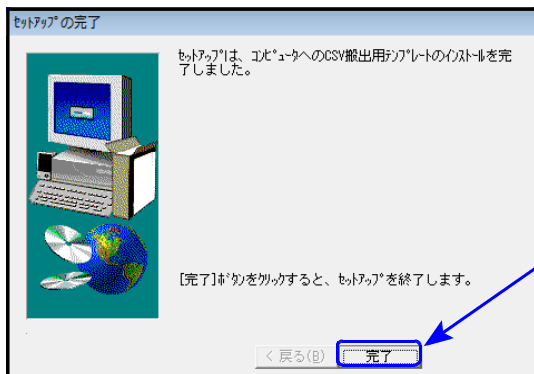 ｾｯﾄｱｯﾌﾟの完了
ｾｯﾄｱｯﾌﾟは、ｺﾝﾋﾟｭｰﾀへのCSV搬出用ﾃﾝﾌﾟﾚｰﾄのｲﾝｽﾄｰﾙを完
了しました。
[完了]ﾎﾞﾀﾝをｸﾘｯｸすると、ｾｯﾄｱｯﾌﾟを終了します。
< 戻る(B)
完了